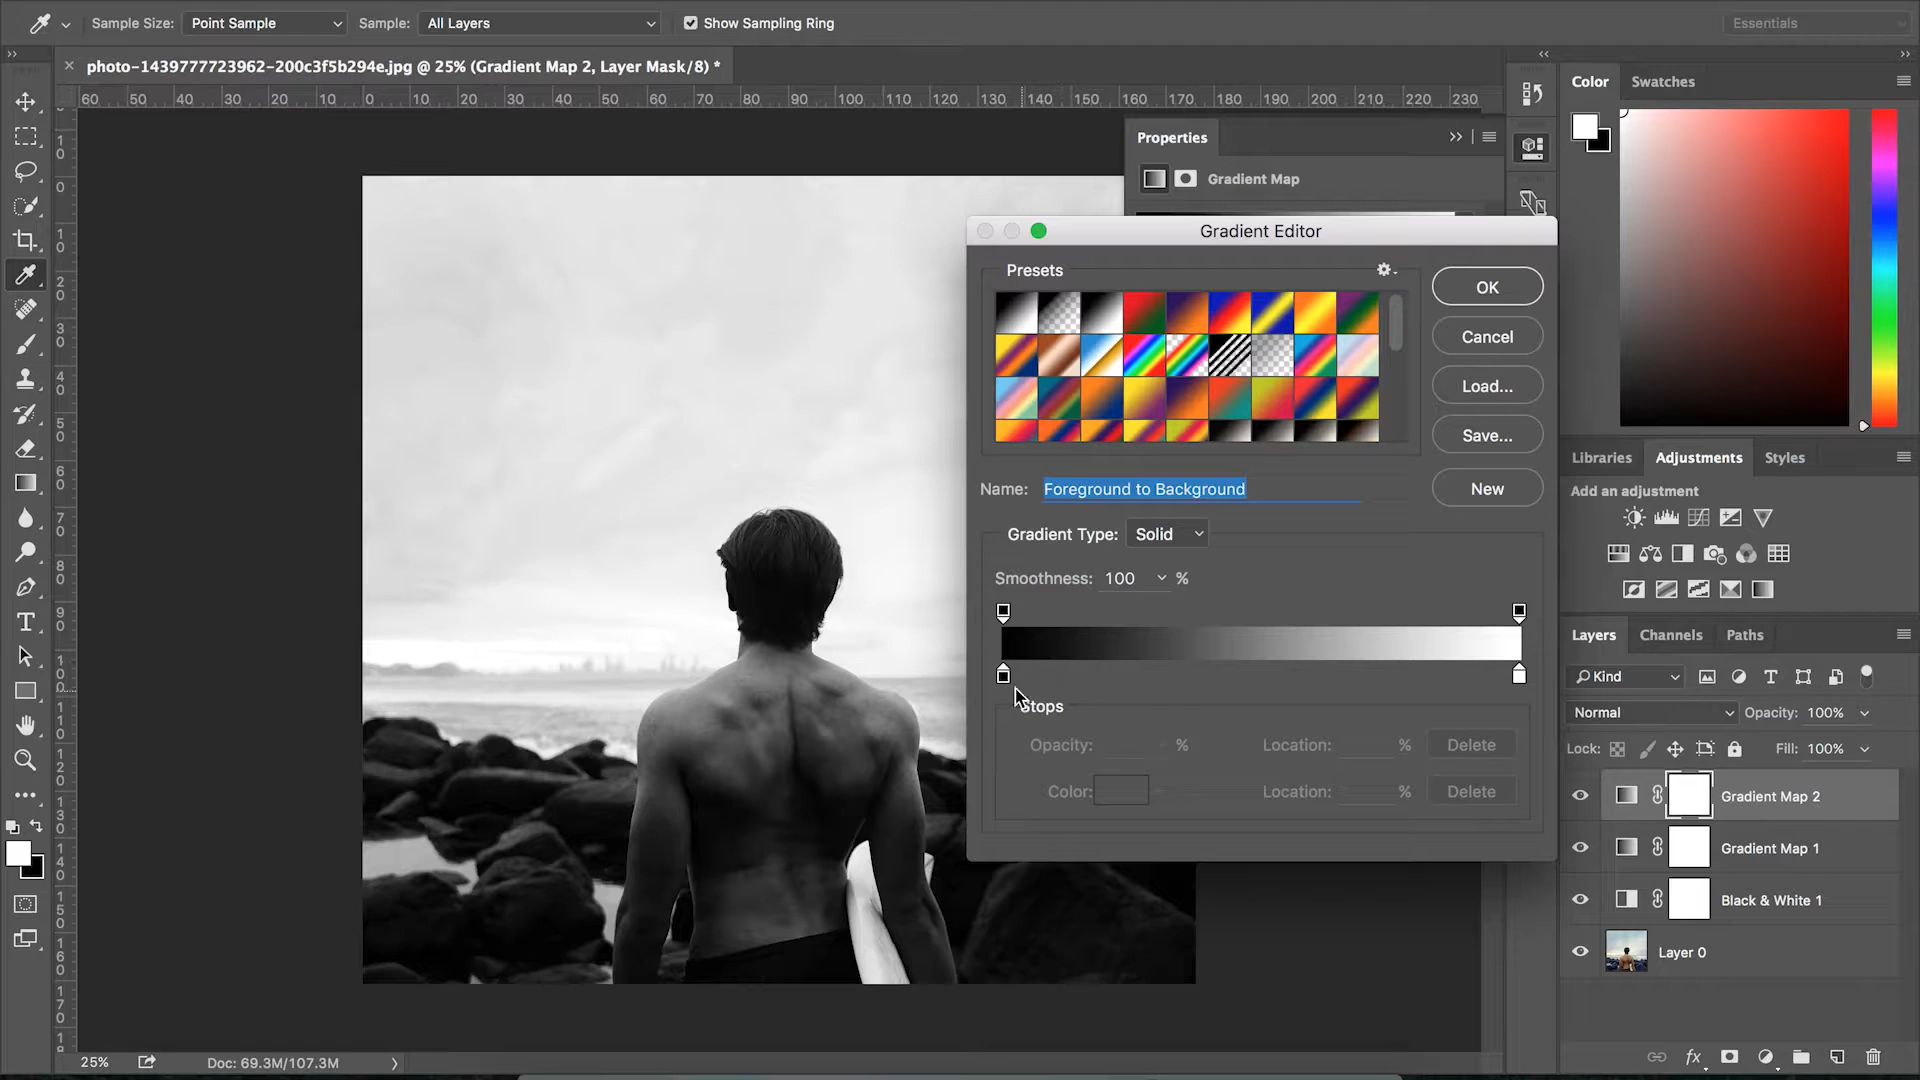 Sample Size: Point Sample Sample: All Layers Show Sampling Ring Essentials
photo-1439777723962-200c3f5b294e.jpg @ 25% (Gradient Map 2, Layer Mask/8) *
60 50 40 30 20 10 0 10 20 30 40 50 60 70 80 90 100 110 120 130 140 150 160 170 180 190 200 210 220 230
Color Swatches
Properties
Gradient Map
Gradient Editor
Presets
OK
Cancel
Load...
Save...
Name: Foreground to Background
New
Gradient Type: Solid
Smoothness: 100 %
Stops
Opacity: % Location: % Delete
Color: Location: % Delete
Libraries Adjustments Styles
Add an adjustment
Layers Channels Paths
Kind
Normal Opacity: 100%
Lock: Fill: 100%
Gradient Map 2
Gradient Map 1
Black & White 1
Layer 0
fx
25% Doc: 69.3M/107.3M